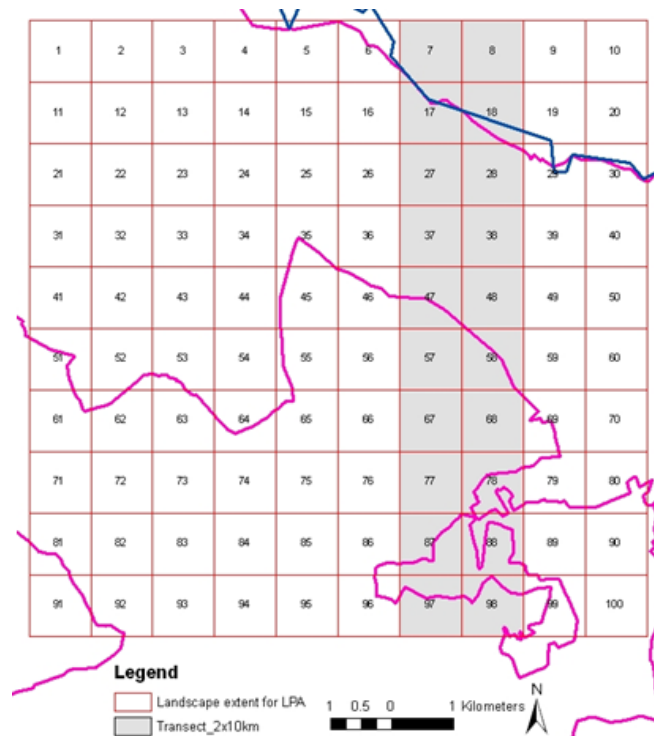 1 2 3 4 5 6 7 8 9 10
11 12 13 14 15 16 17 18 19 20
21 22 23 24 25 26 27 28 29 30
31 32 33 34 35 36 37 38 39 40
41 42 43 44 45 46 47 48 49 50
51 52 53 54 55 56 57 58 59 60
61 62 63 64 65 66 67 68 69 70
71 72 73 74 75 76 77 78 79 80
81 82 83 84 85 86 87 88 89 90
91 92 93 94 95 96 97 98 99 100
Legend
Landscape extent for LPA
Transect_2x10km
1 0.5 0 1 Kilometers
N